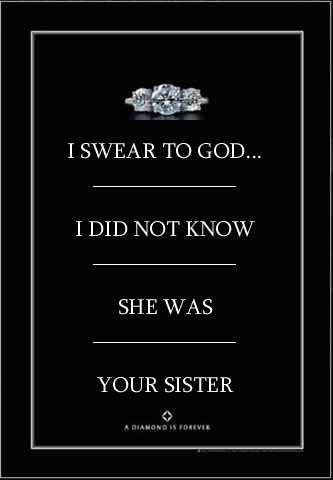 I SWEAR TO GOD...
I DID NOT KNOW
SHE WAS
YOUR SISTER
A DIAMOND IS FOREVER